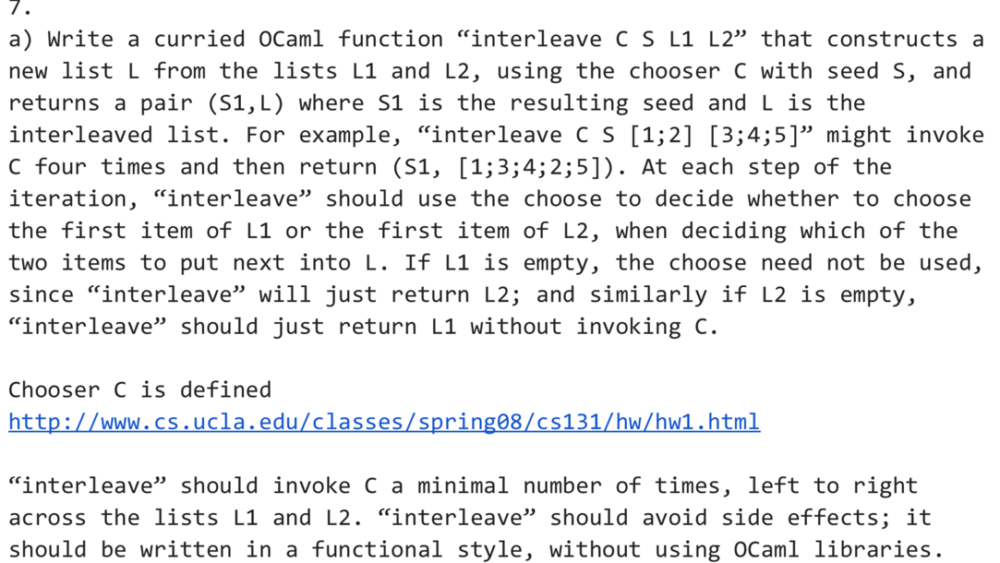 7.
a) Write a curried OCaml function “interleave C S L1 L2” that constructs a
new list L from the lists L1 and L2, using the chooser C with seed S, and
returns a pair (S1,L) where S1 is the resulting seed and L is the
interleived list. For example, “interleave C S [1;2] [3;4;5]” might invoke
C four times and then return (S1, [1;3;4;2;5]). At each step of the
iteration, “interleave” should use the choose to decide whether to choose
the first item of L1 or the first item of L2, when deciding which of the
two items to put next into L. If L1 is empty, the choose need not be used,
since “interleave” will just return L2; and similarly if L2 is empty,
“interleave” should just return L1 without invoking C.
Chooser C is defined
http://www.cs.ucla.edu/classes/spring08/cs131/hw/hw1.html
“interleave” should invoke C a minimal number of times, left to right
across the lists L1 and L2. “interleave” should avoid side effects; it
should be written in a functional style, without using OCaml libraries.